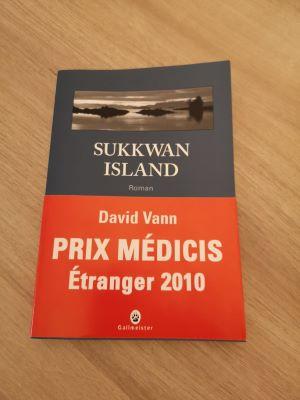 SUKKWAN
ISLAND
Roman
David Vann
PRIX MÉDICIS
Étranger 2010
Gallmeister